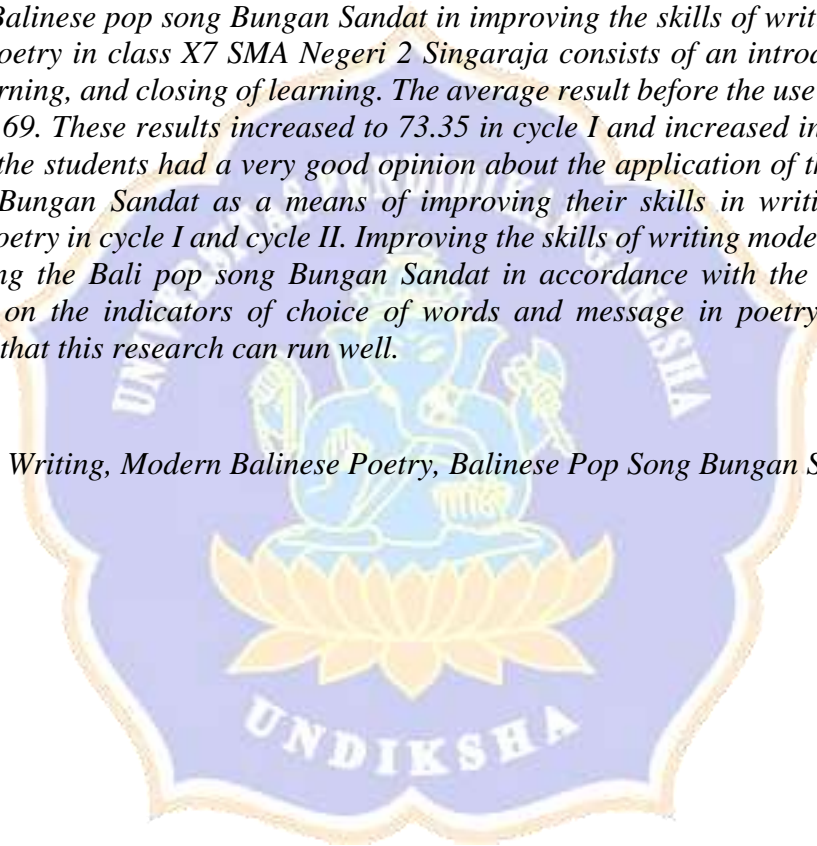 Balinese pop song Bungan Sandat in improving the skills of writ
oetry in class X7 SMA Negeri 2 Singaraja consists of an introd
rning, and closing of learning. The average result before the use
69. These results increased to 73.35 in cycle I and increased in
the students had a very good opinion about the application of th
Bungan Sandat as a means of improving their skills in writi
oetry in cycle I and cycle II. Improving the skills of writing mode
ng the Bali pop song Bungan Sandat in accordance with the
on the indicators of choice of words and message in poetry
that this research can run well.
Writing, Modern Balinese Poetry, Balinese Pop Song Bungan S
UNIVERSITAS PENDIDIKAN GANESHA
UNDIKSHA